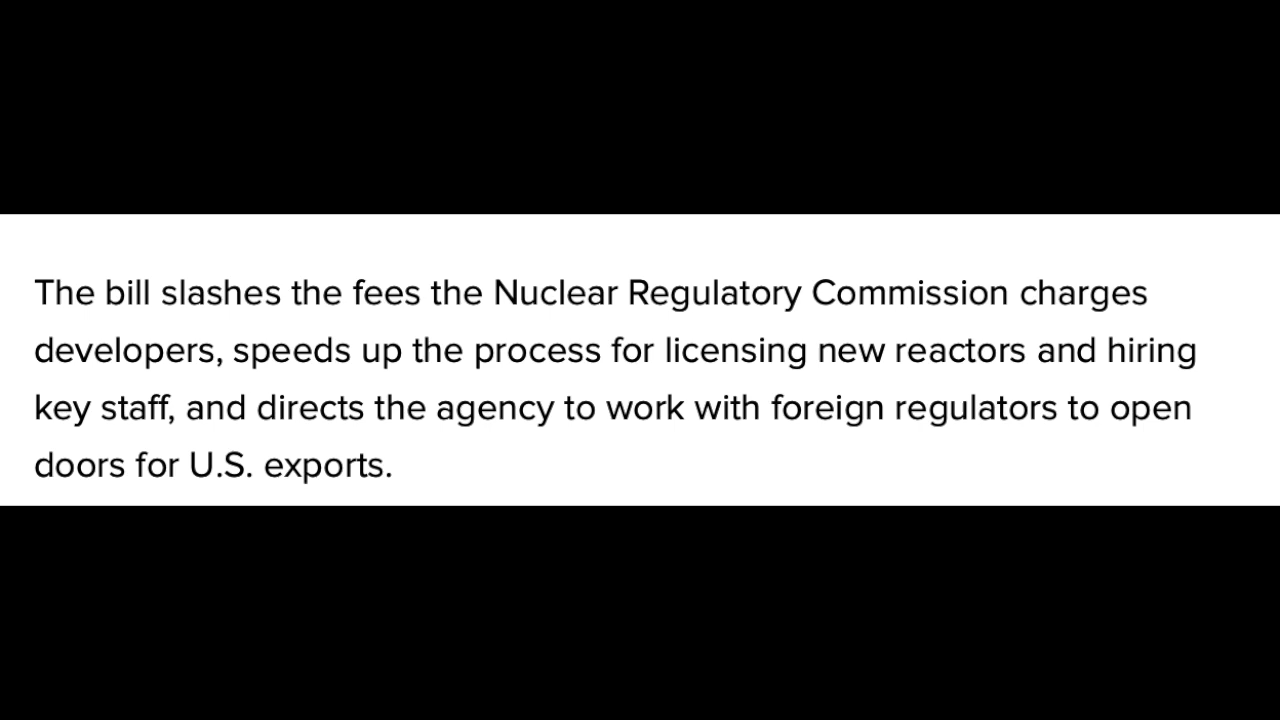 The bill slashes the fees the Nuclear Regulatory Commission charges
developers, speeds up the process for licensing new reactors and hiring
key staff, and directs the agency to work with foreign regulators to open
doors for U.S. exports.